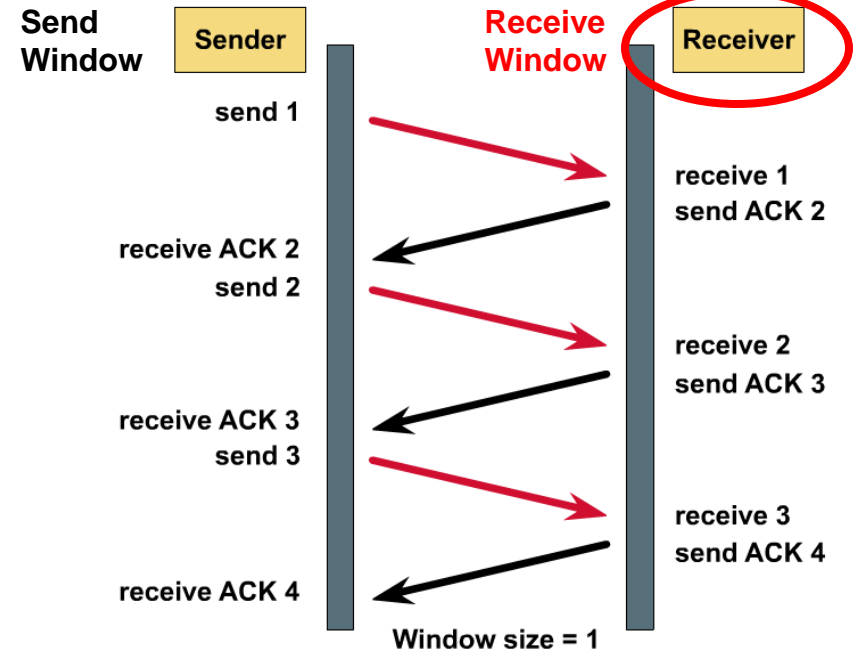 Send
Window
Sender
Receive
Window
Receiver
send 1
receive 1
send ACK 2
receive ACK 2
send 2
receive 2
send ACK 3
receive ACK 3
send 3
receive 3
send ACK 4
receive ACK 4
Window size = 1